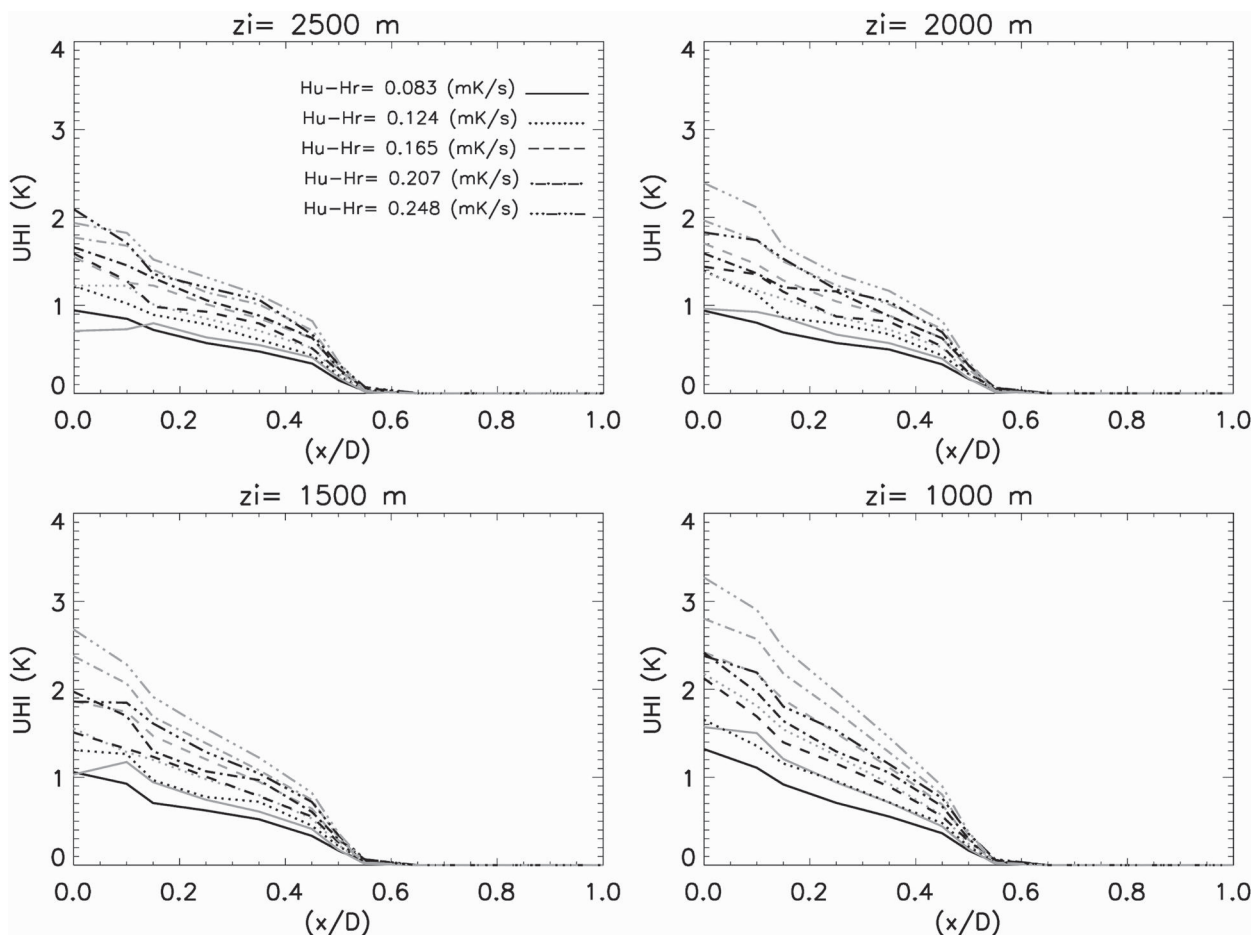 zi= 2500 m
4
3
2
1
0
UHI (K)
Hu-Hr= 0.083 (mK/s)
Hu-Hr= 0.124 (mK/s)
Hu-Hr= 0.165 (mK/s)
Hu-Hr= 0.207 (mK/s)
Hu-Hr= 0.248 (mK/s)
0.0 0.2 0.4 0.6 0.8 1.0
(x/D)
zi= 2000 m
4
3
2
1
0
UHI (K)
0.0 0.2 0.4 0.6 0.8 1.0
(x/D)
zi= 1500 m
4
3
2
1
0
UHI (K)
0.0 0.2 0.4 0.6 0.8 1.0
(x/D)
zi= 1000 m
4
3
2
1
0
UHI (K)
0.0 0.2 0.4 0.6 0.8 1.0
(x/D)